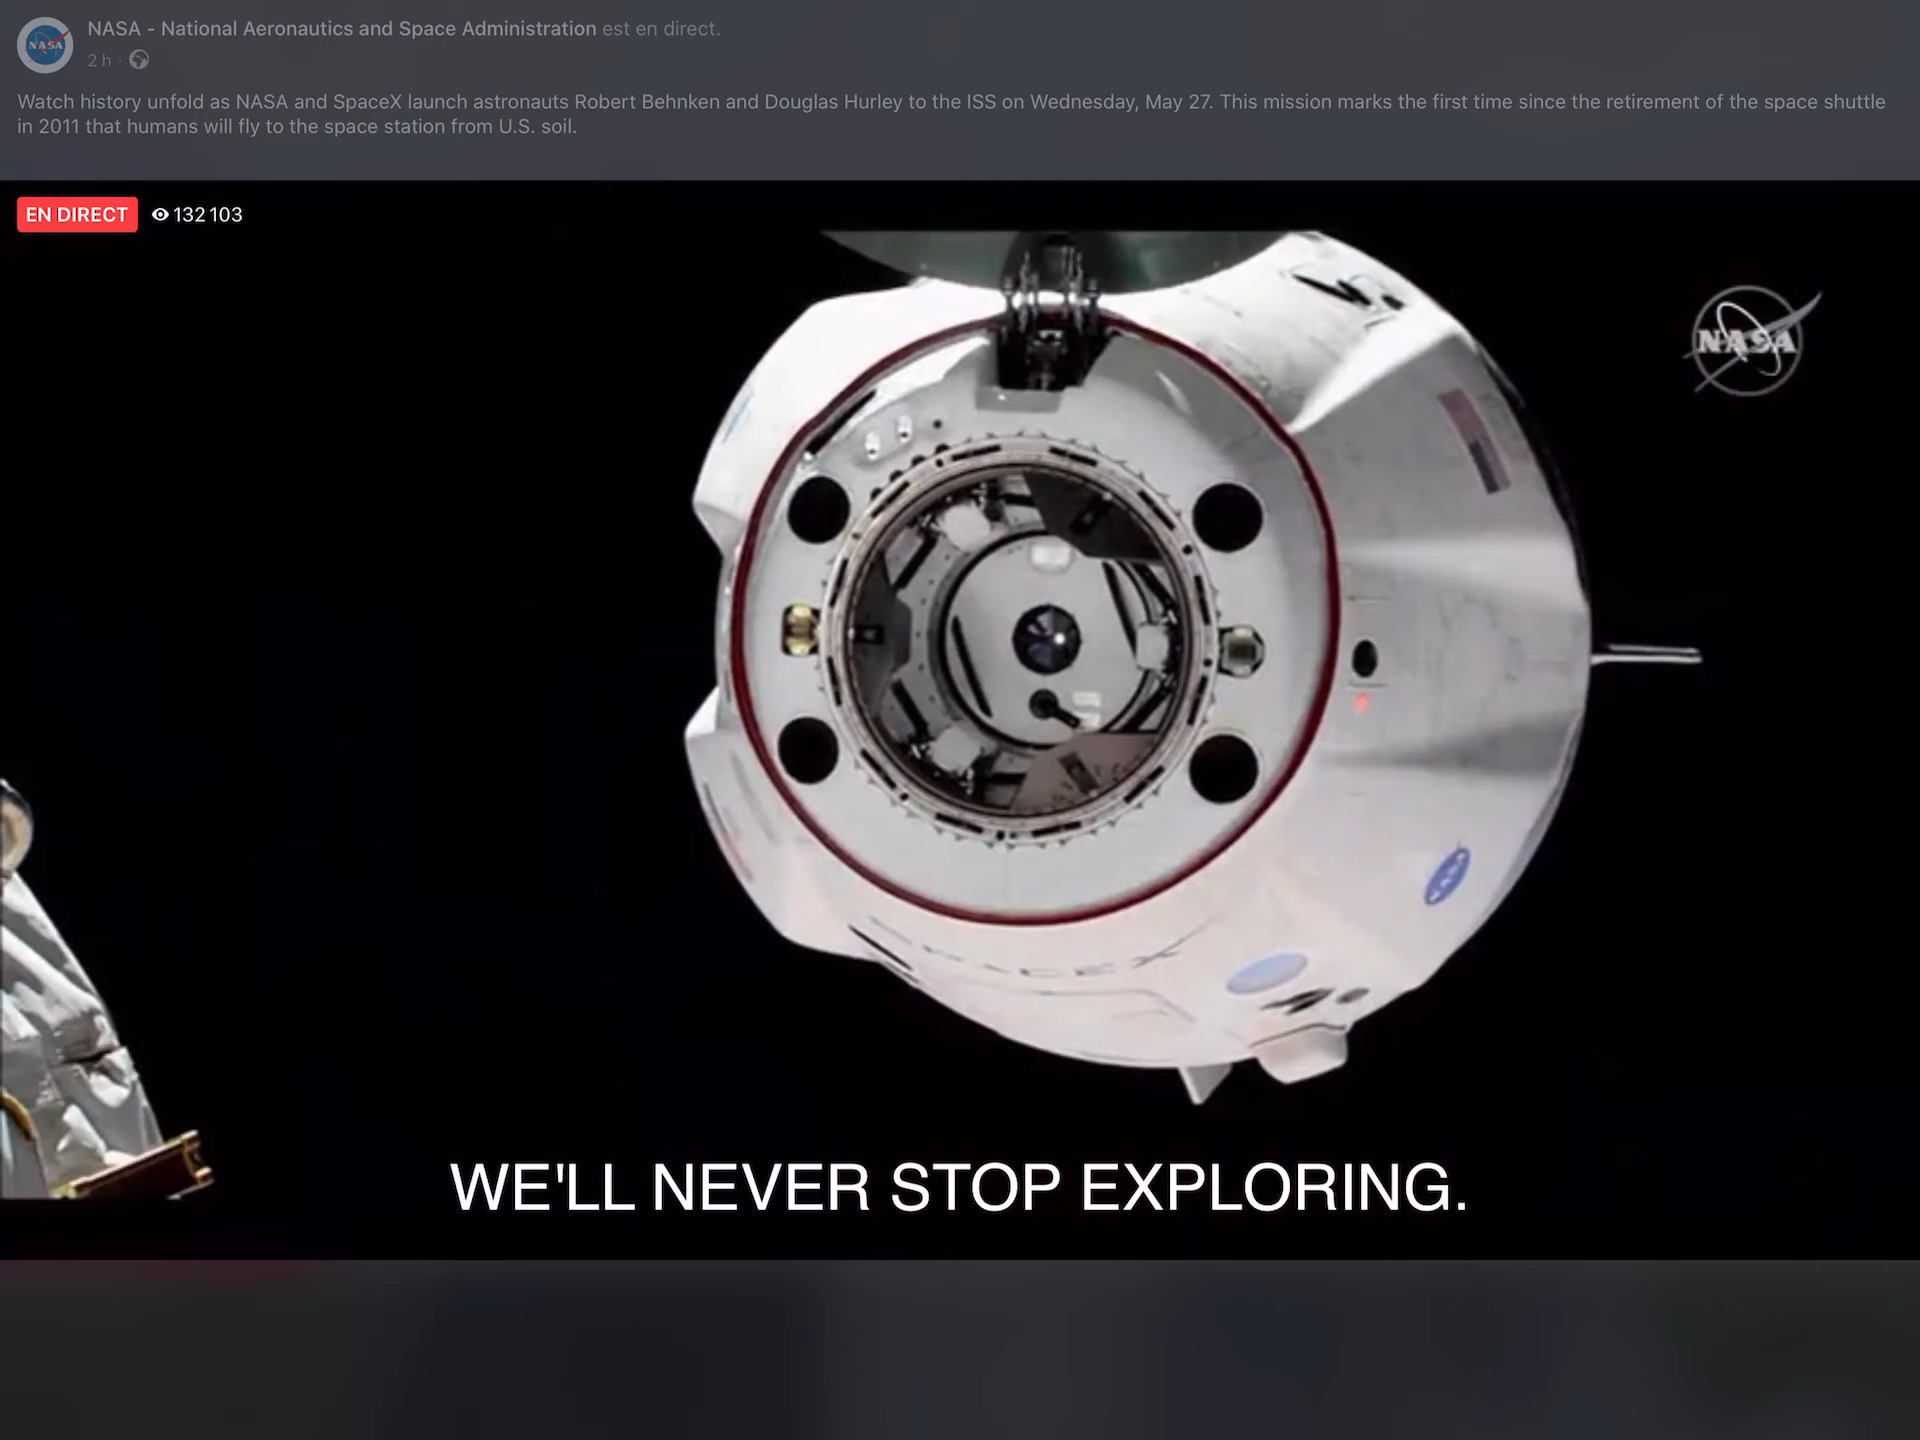 NASA - National Aeronautics and Space Administration est en direct.
2 h ·
Watch history unfold as NASA and SpaceX launch astronauts Robert Behnken and Douglas Hurley to the ISS on Wednesday, May 27. This mission marks the first time since the retirement of the space shuttle
in 2011 that humans will fly to the space station from U.S. soil.
EN DIRECT 132 103
NASA
SPACEX
NASA
WE'LL NEVER STOP EXPLORING.